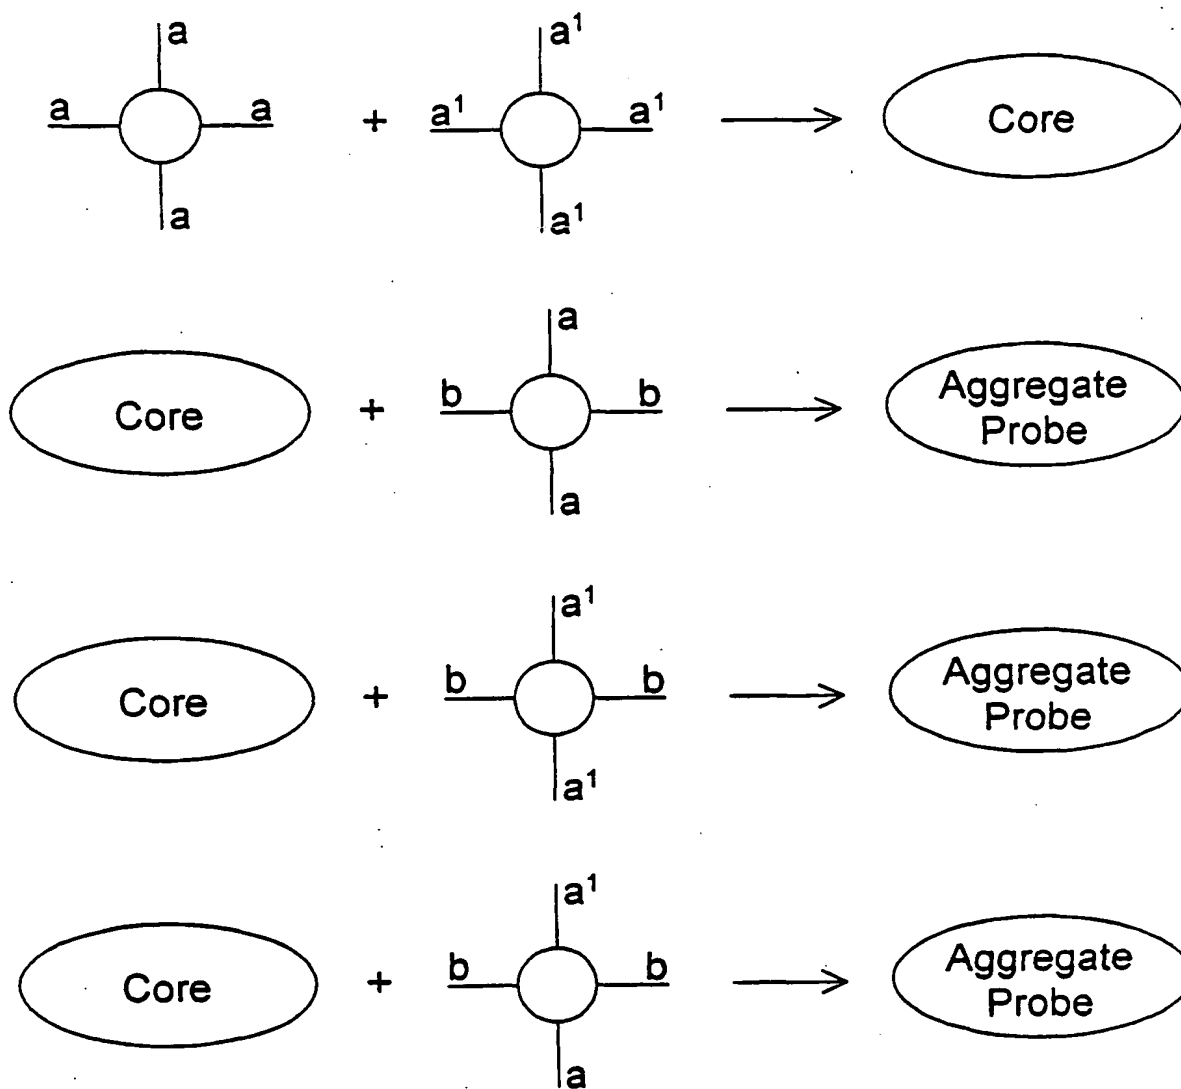 a
a a
a
+
a¹
a¹ a¹
a¹
Core
Core
+
a
b b
a
Aggregate
Probe
Core
+
a¹
b b
a¹
Aggregate
Probe
Core
+
a¹
b b
a
Aggregate
Probe